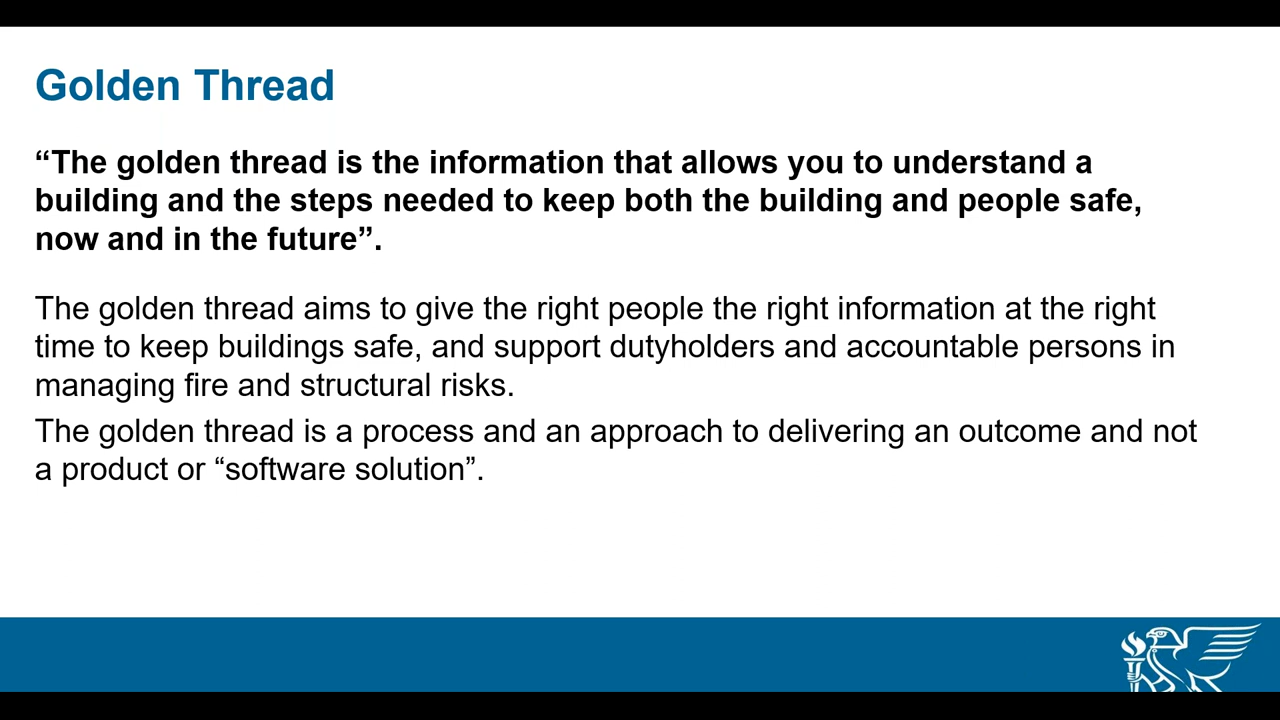 Golden Thread
“The golden thread is the information that allows you to understand a
building and the steps needed to keep both the building and people safe,
now and in the future”.
The golden thread aims to give the right people the right information at the right
time to keep buildings safe, and support dutyholders and accountable persons in
managing fire and structural risks.
The golden thread is a process and an approach to delivering an outcome and not
a product or “software solution”.